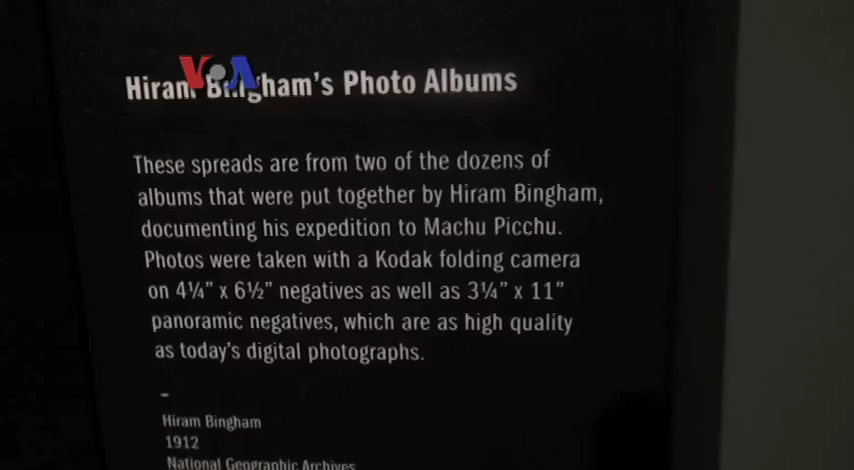 VOA
Hiram Bingham's Photo Albums
These spreads are from two of the dozens of
albums that were put together by Hiram Bingham,
documenting his expedition to Machu Picchu.
Photos were taken with a Kodak folding camera
on 4¼” x 6½” negatives as well as 3¼” x 11”
panoramic negatives, which are as high quality
as today's digital photographs.
–
Hiram Bingham
1912
National Geographic Archives